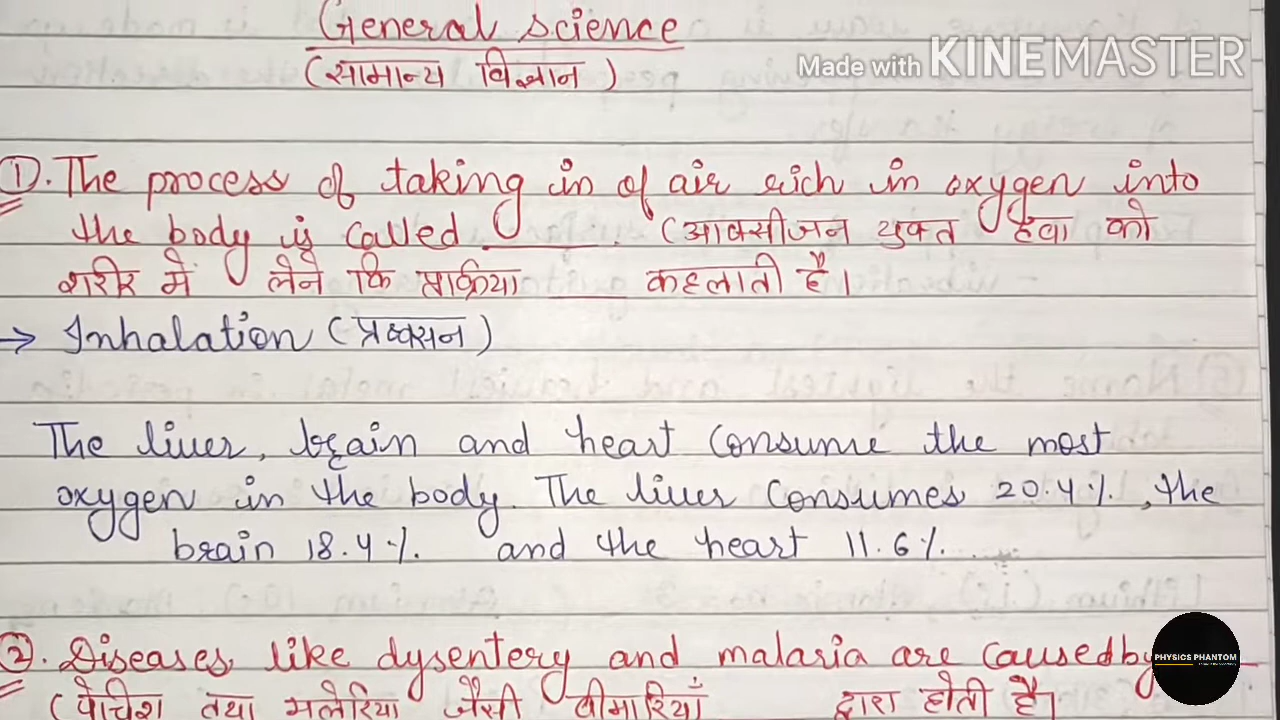 General science
(सामान्य विज्ञान)
Made with KINEMASTER
①. The process of taking in of air rich in oxygen into
the body is called ______. (आक्सीजन युक्त हवा को
शरीर में लेने कि प्रक्रिया ____ कहलाती है।
→ Inhalation (प्रश्वसन)
The liver, brain and heart consume the most
oxygen in the body. The liver consumes 20.4%, the
brain 18.4% and the heart 11.6%.
②. Diseases like dysentery and malaria are caused by
(पेचिश तथा मलेरिया जैसी बीमारियाँ द्वारा होती है।
PHYSICS PHANTOM